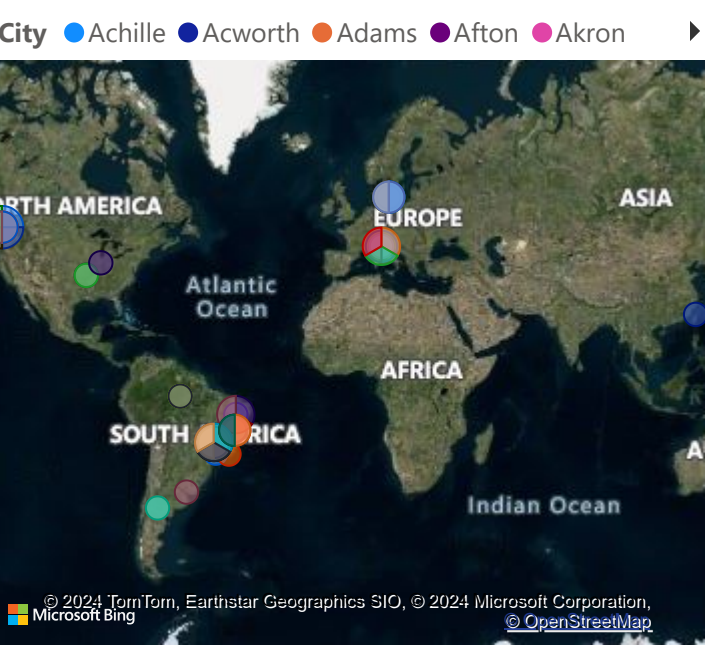 City Achille Acworth Adams Afton Akron
ASIA
RTH AMERICA
EUROPE
Atlantic
Ocean
AFRICA
SOUTH RICA
A
Indian Ocean
© 2024 TomTom, Earthstar Geographics SIO, © 2024 Microsoft Corporation,
Microsoft Bing
© OpenStreetMap